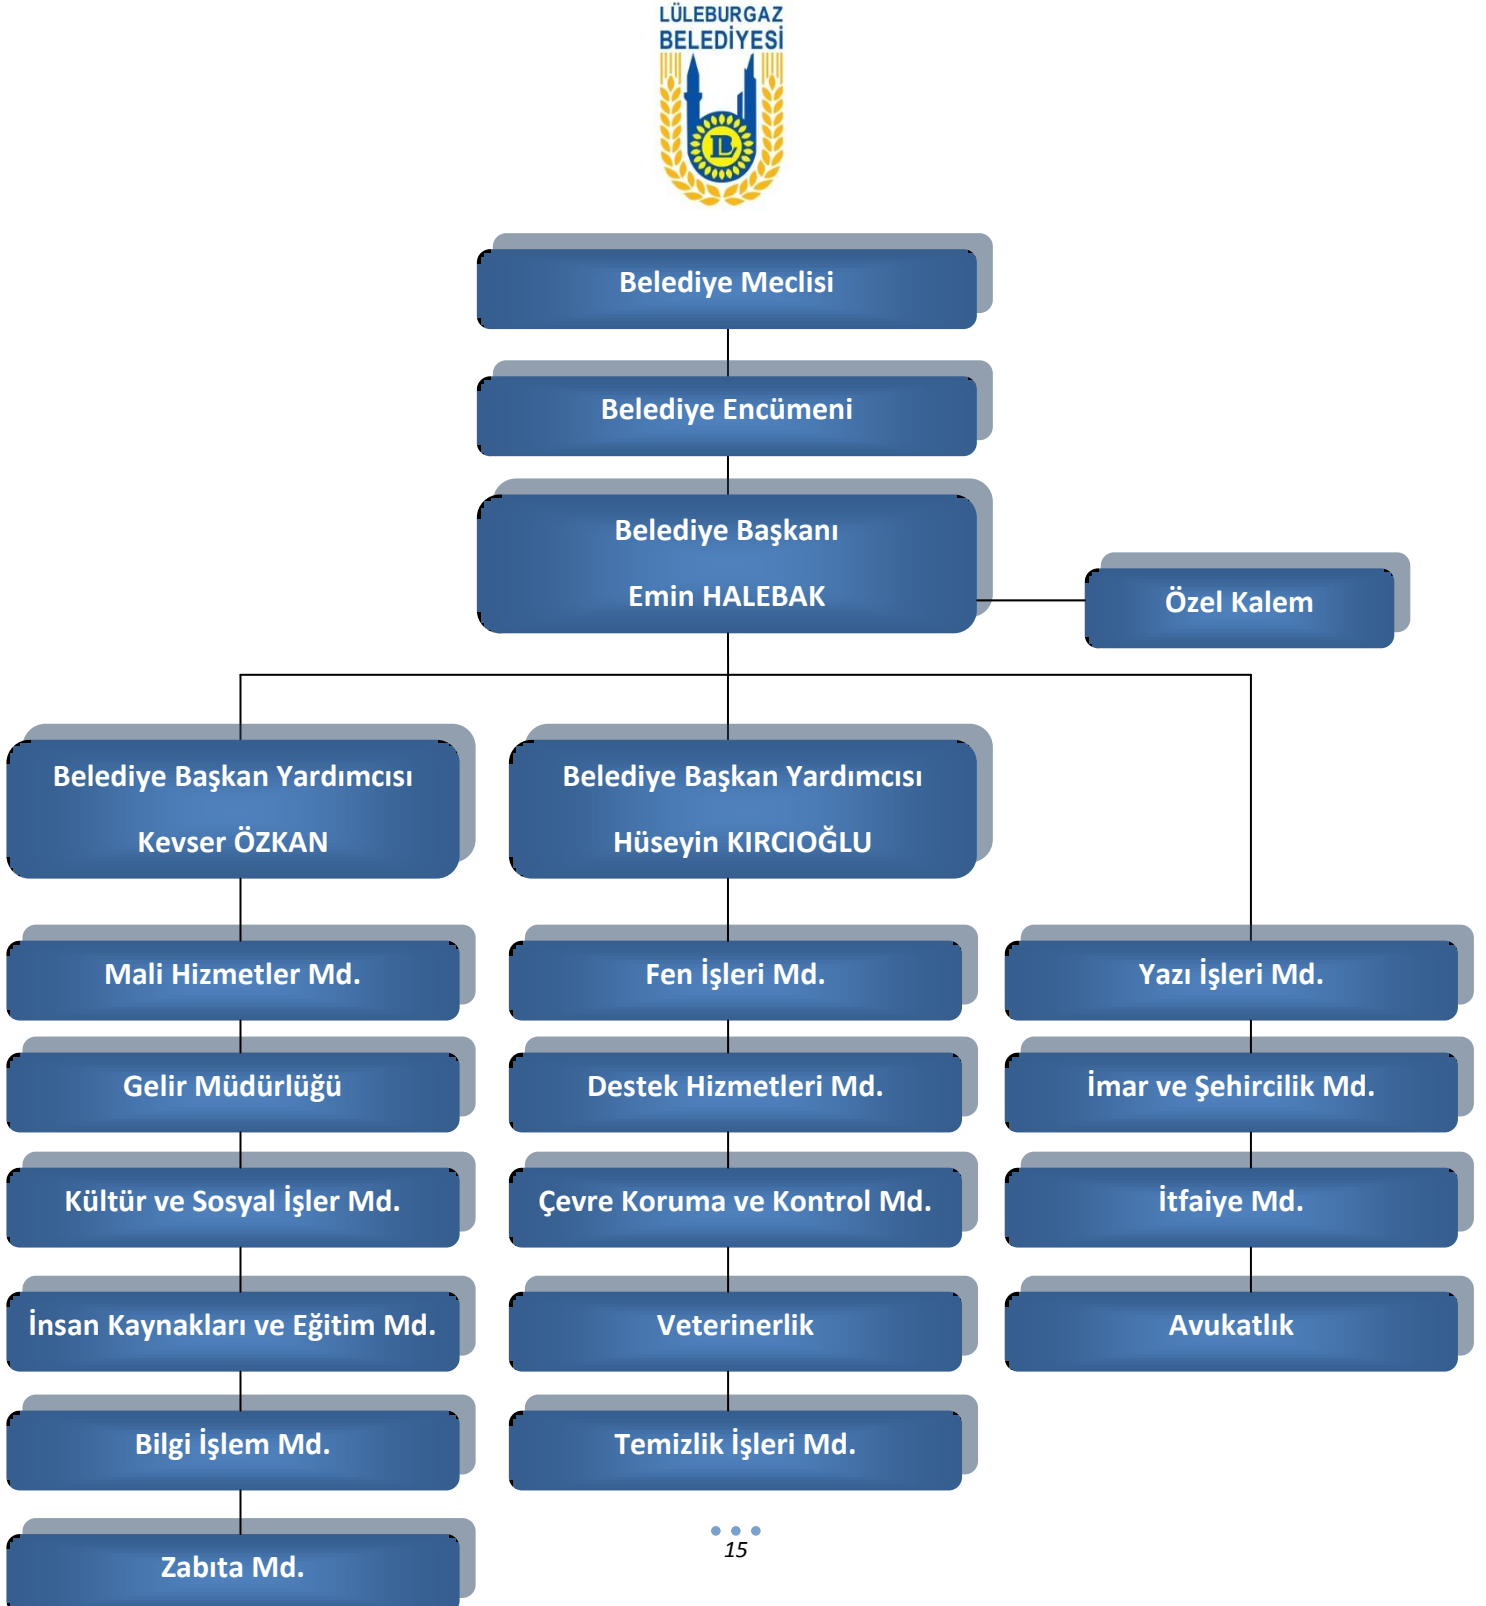 LÜLEBURGAZ
BELEDİYESİ
Belediye Meclisi
Belediye Encümeni
Belediye Başkanı
Emin HALEBAK
Özel Kalem
Belediye Başkan Yardımcısı
Kevser ÖZKAN
Belediye Başkan Yardımcısı
Hüseyin KIRCIOĞLU
Mali Hizmetler Md.
Gelir Müdürlüğü
Kültür ve Sosyal İşler Md.
İnsan Kaynakları ve Eğitim Md.
Bilgi İşlem Md.
Zabıta Md.
Fen İşleri Md.
Destek Hizmetleri Md.
Çevre Koruma ve Kontrol Md.
Veterinerlik
Temizlik İşleri Md.
Yazı İşleri Md.
İmar ve Şehircilik Md.
İtfaiye Md.
Avukatlık
15